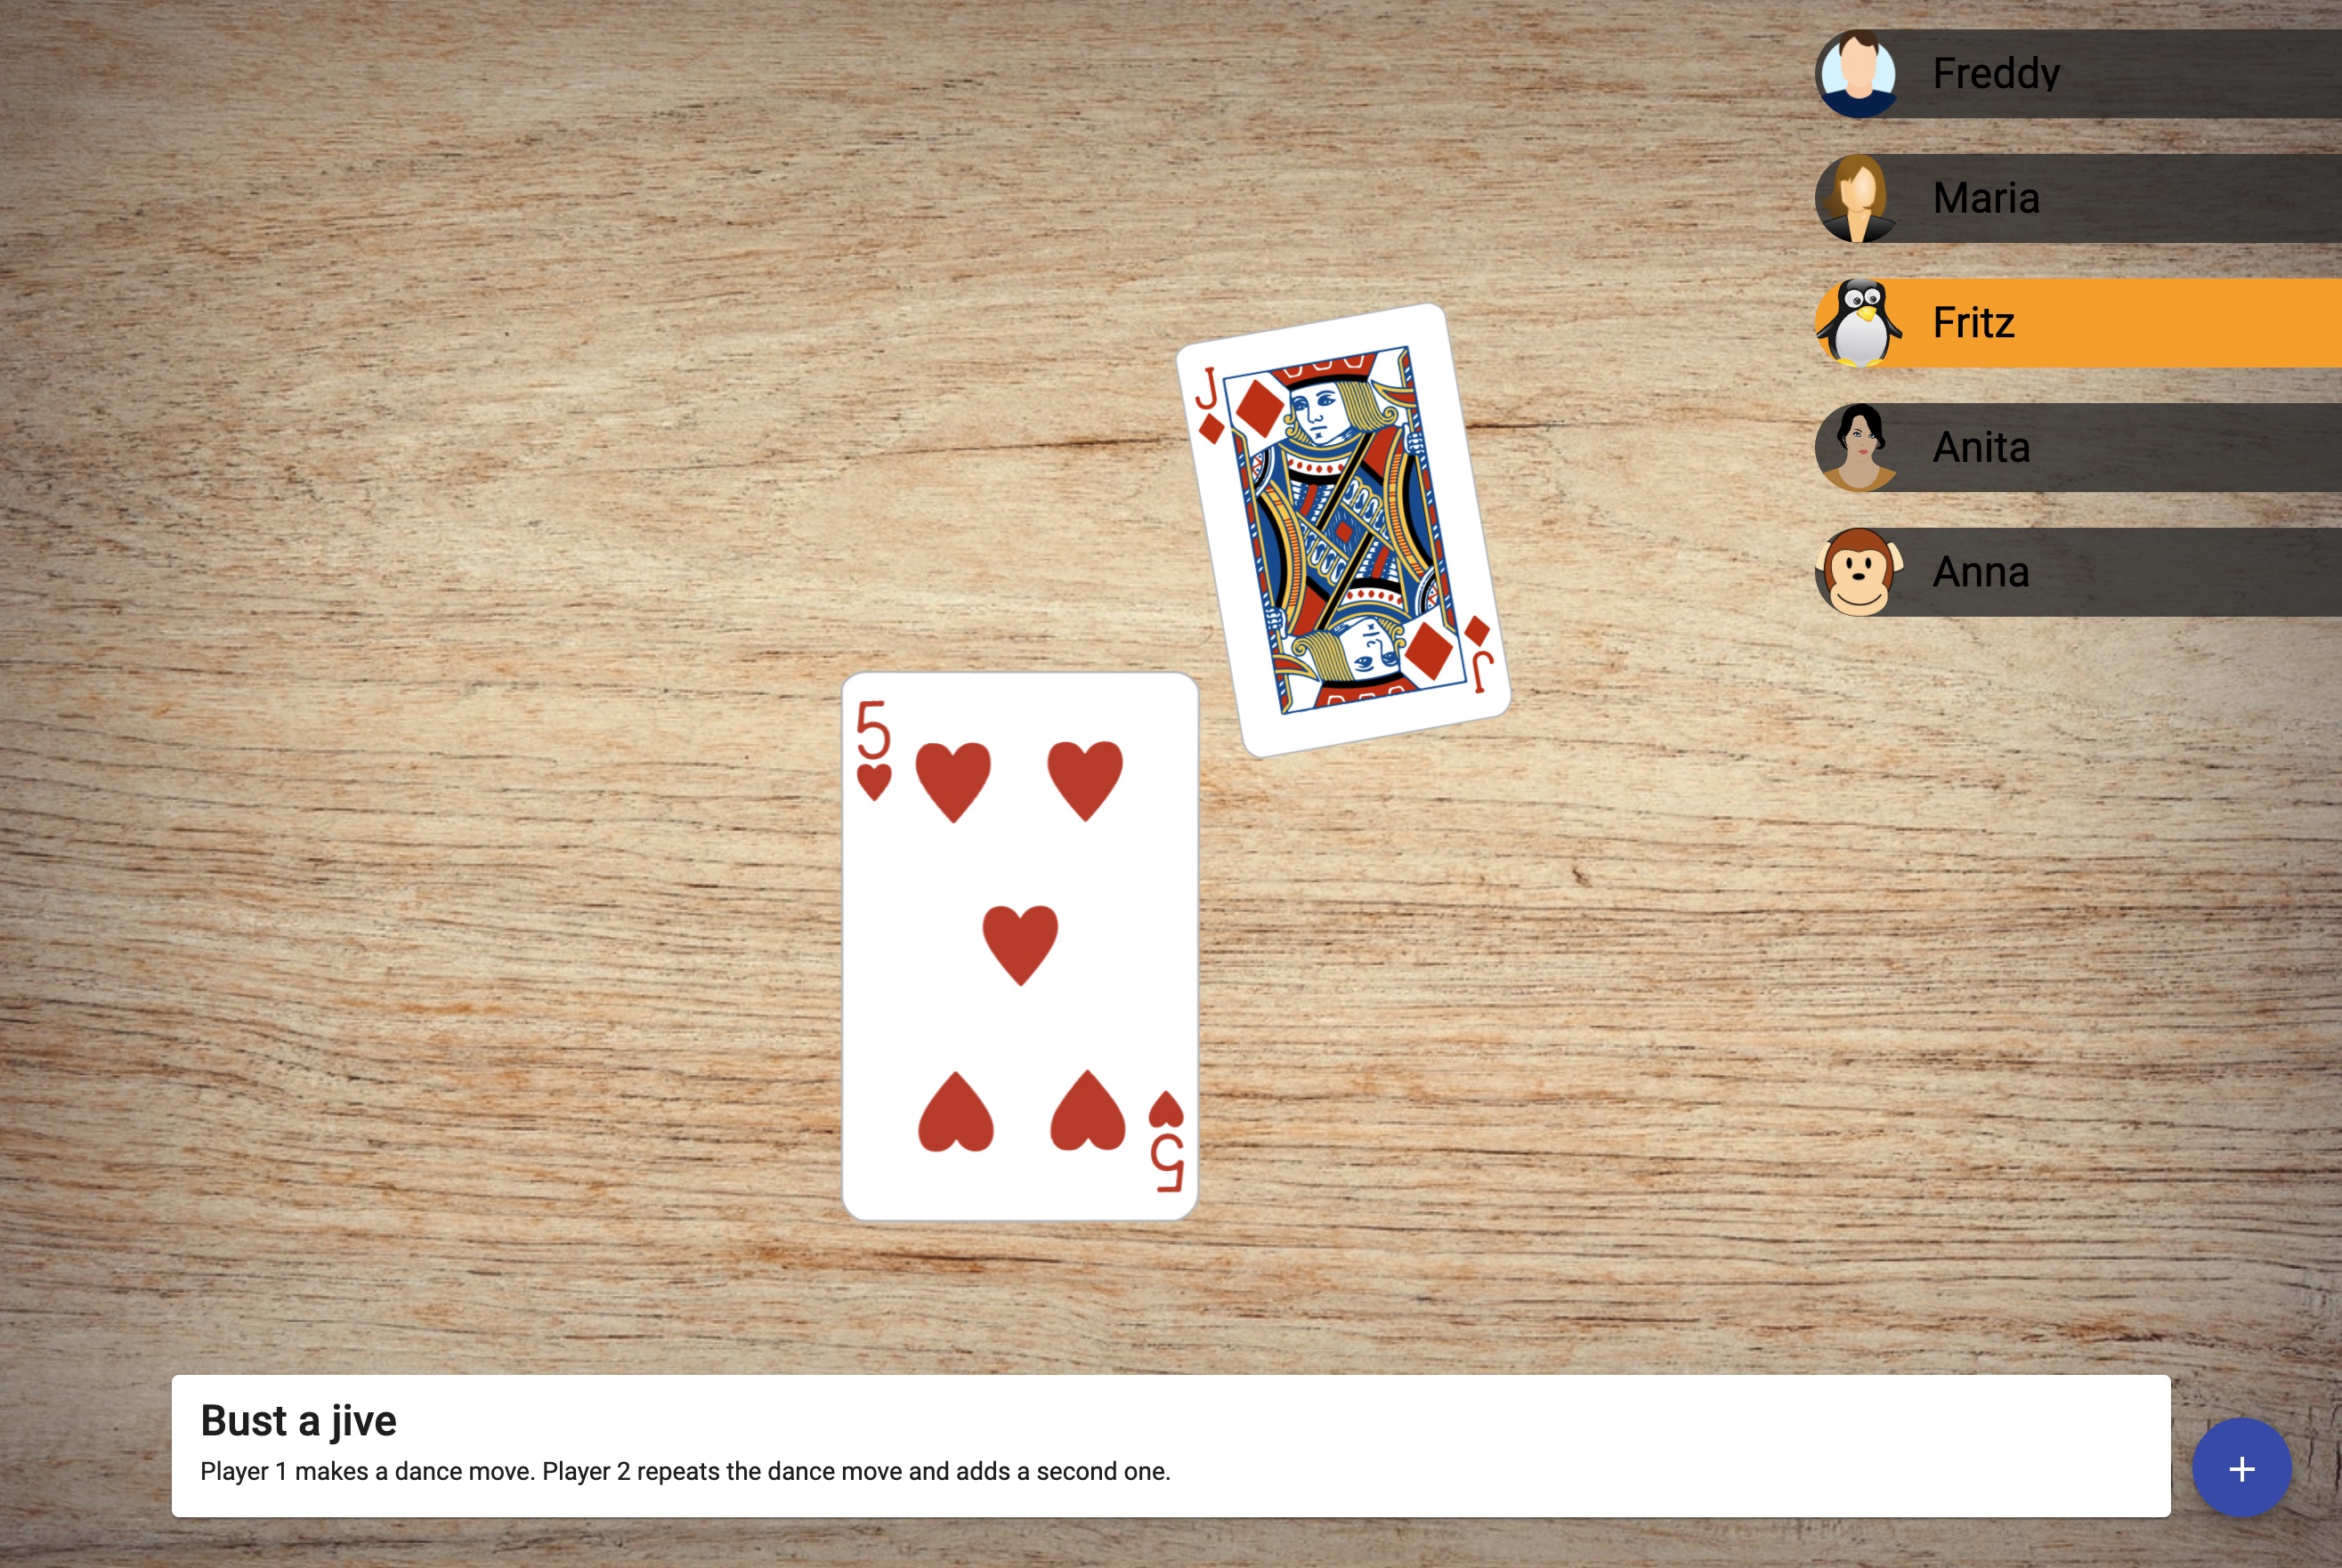 Freddy
Maria
Fritz
Anita
Anna
J
J
5
5
Bust a jive
Player 1 makes a dance move. Player 2 repeats the dance move and adds a second one.
+